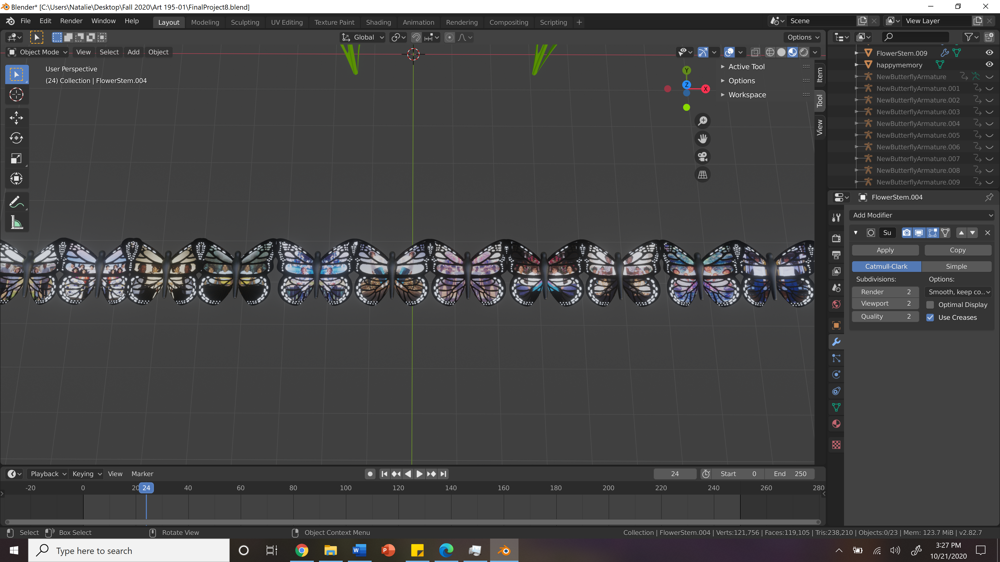 Blender* [C:\Users\Natalie\Desktop\Fall 2020\Art 195-01\FinalProject8.blend]
File Edit Render Window Help Layout Modeling Sculpting UV Editing Texture Paint Shading Animation Rendering Compositing Scripting + Scene View Layer
Global Options
Object Mode View Select Add Object
User Perspective
(24) Collection | FlowerStem.004
Y
Z
X
Active Tool
Options
Workspace
Item
Tool
View
FlowerStem.009
happymemory
NewButterflyArmature
NewButterflyArmature.001
NewButterflyArmature.002
NewButterflyArmature.003
NewButterflyArmature.004
NewButterflyArmature.005
NewButterflyArmature.006
NewButterflyArmature.007
NewButterflyArmature.008
NewButterflyArmature.009
FlowerStem.004
Add Modifier
Su
Apply Copy
Catmull-Clark Simple
Subdivisions: Options:
Render 2 Smooth, keep co..
Viewport 2 Optimal Display
Quality 2 Use Creases
Playback Keying View Marker 24 Start 0 End 250
-20 0 20 24 40 60 80 100 120 140 160 180 200 220 240 260 280
Select Box Select Rotate View Object Context Menu Collection | FlowerStem.004 | Verts:121,756 | Faces:119,105 | Tris:238,210 | Objects:0/23 | Mem: 123.7 MiB | v2.82.7
Type here to search
W
P
3:27 PM
10/21/2020